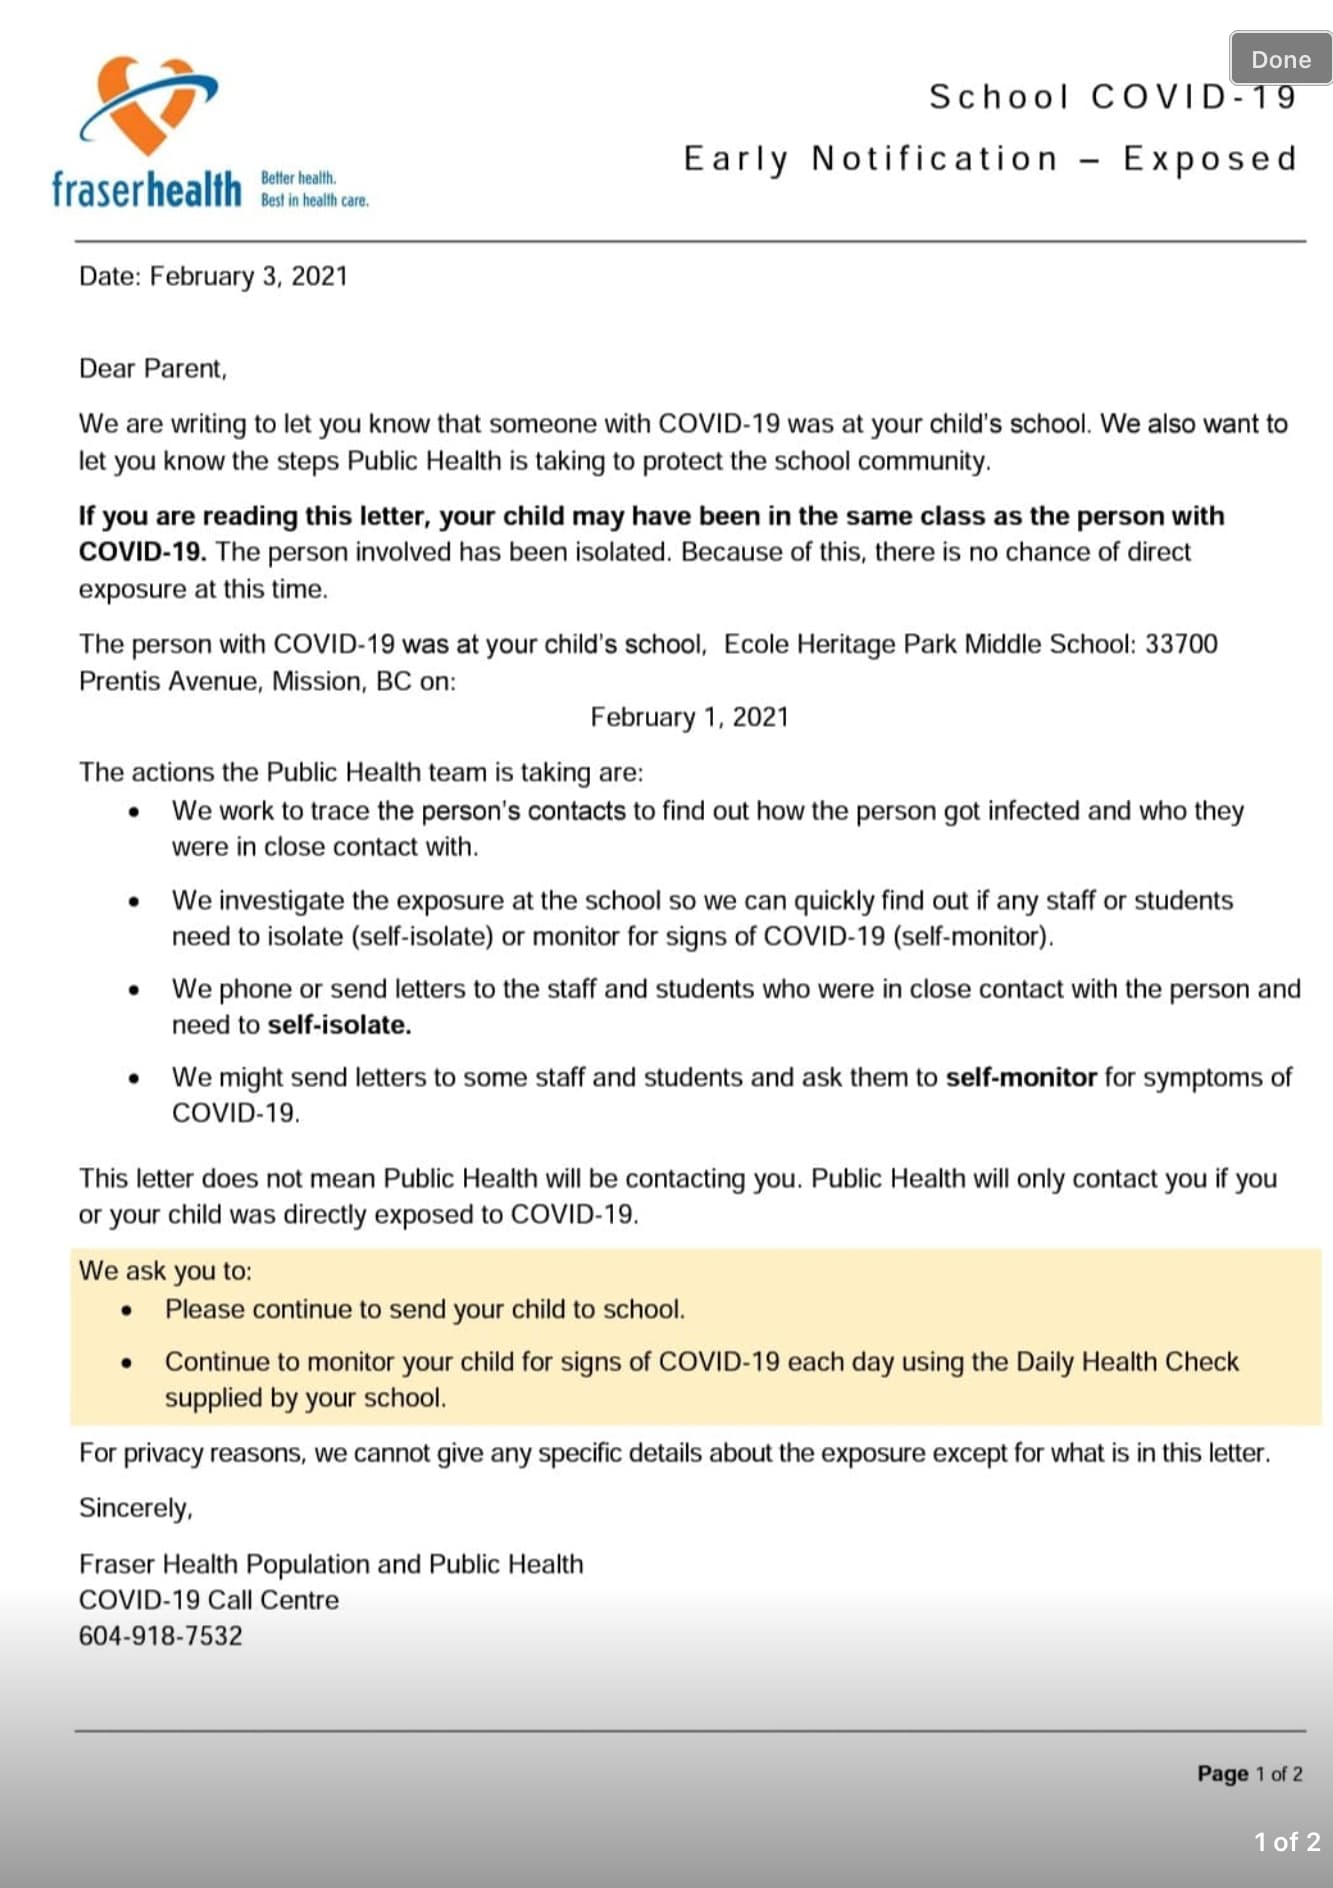 Done
School COVID-19
Early Notification – Exposed
fraserhealth
Better health.
Best in health care.
Date: February 3, 2021
Dear Parent,
We are writing to let you know that someone with COVID-19 was at your child's school. We also want to
let you know the steps Public Health is taking to protect the school community.
If you are reading this letter, your child may have been in the same class as the person with
COVID-19. The person involved has been isolated. Because of this, there is no chance of direct
exposure at this time.
The person with COVID-19 was at your child's school,  Ecole Heritage Park Middle School: 33700
Prentis Avenue, Mission, BC on:
February 1, 2021
The actions the Public Health team is taking are:
• We work to trace the person's contacts to find out how the person got infected and who they
were in close contact with.
• We investigate the exposure at the school so we can quickly find out if any staff or students
need to isolate (self-isolate) or monitor for signs of COVID-19 (self-monitor).
• We phone or send letters to the staff and students who were in close contact with the person and
need to self-isolate.
• We might send letters to some staff and students and ask them to self-monitor for symptoms of
COVID-19.
This letter does not mean Public Health will be contacting you. Public Health will only contact you if you
or your child was directly exposed to COVID-19.
We ask you to:
• Please continue to send your child to school.
• Continue to monitor your child for signs of COVID-19 each day using the Daily Health Check
supplied by your school.
For privacy reasons, we cannot give any specific details about the exposure except for what is in this letter.
Sincerely,
Fraser Health Population and Public Health
COVID-19 Call Centre
604-918-7532
Page 1 of 2
1 of 2